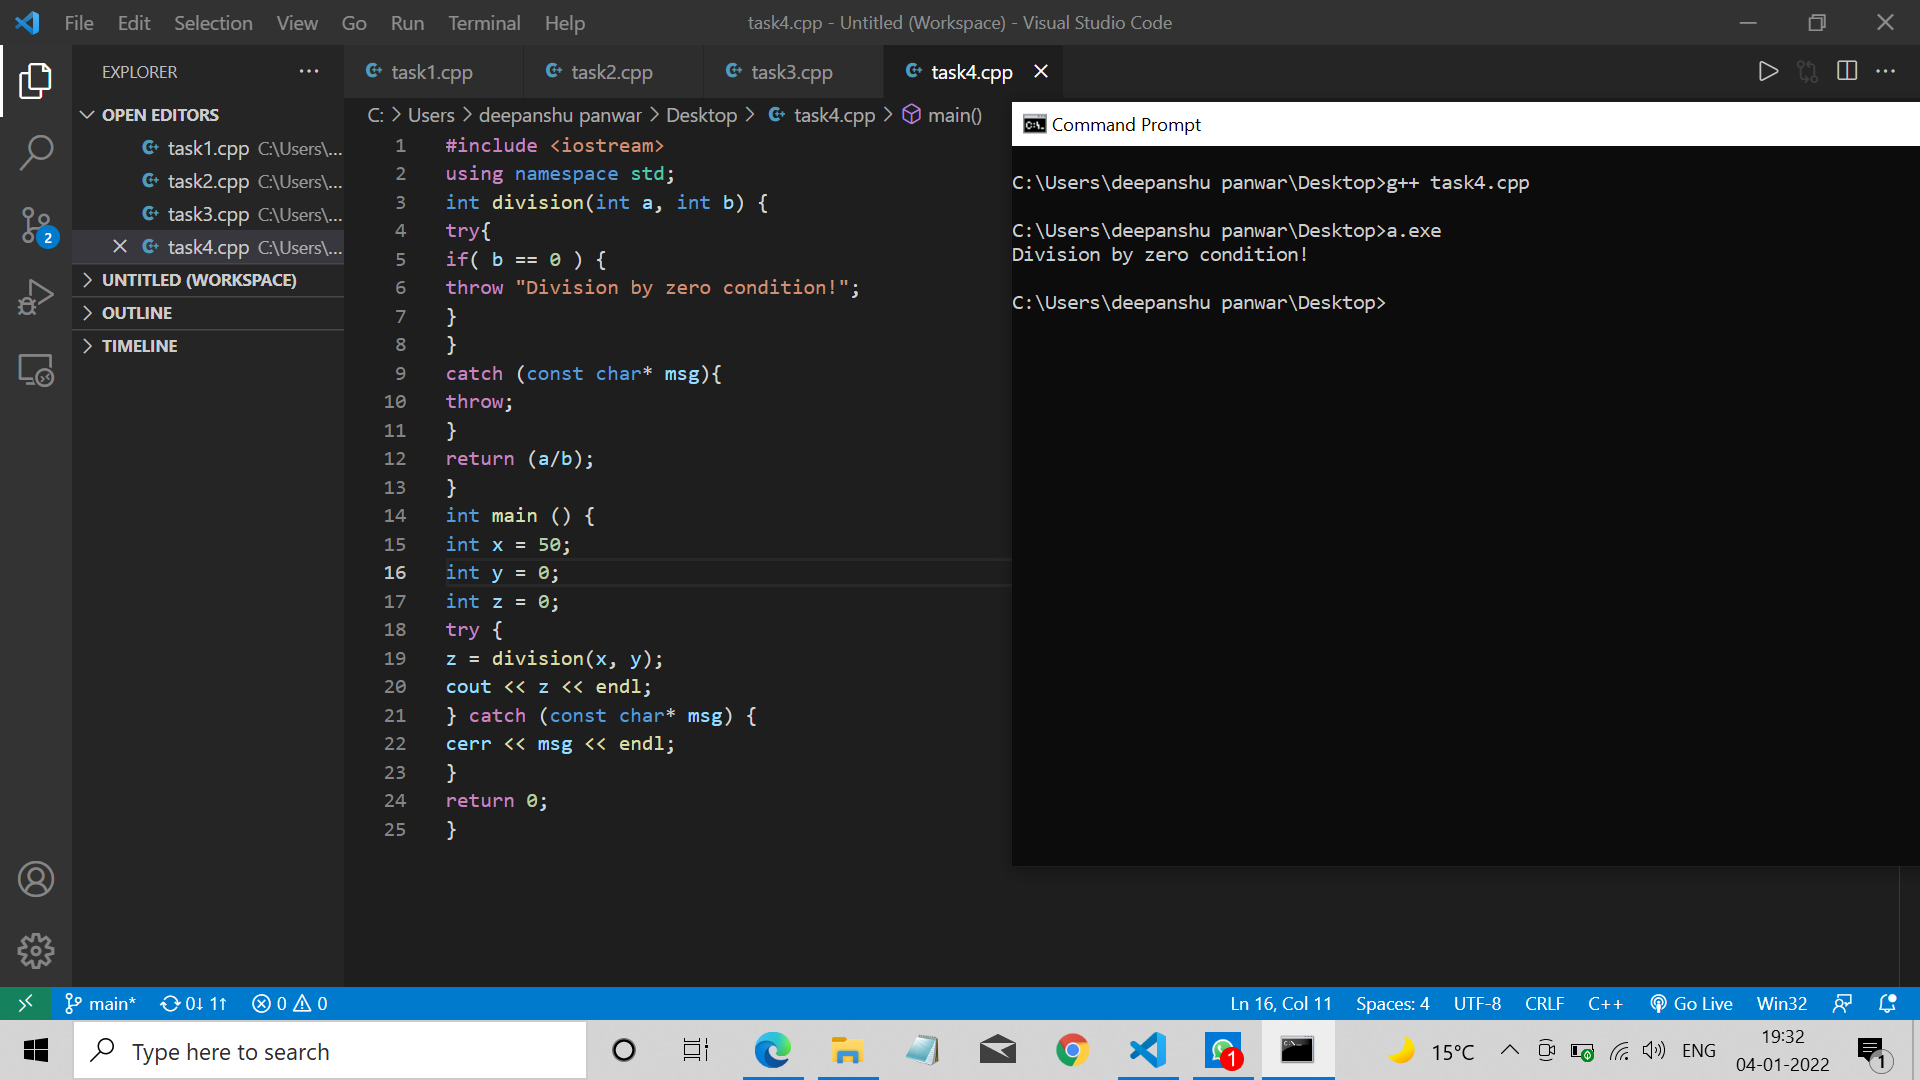 File Edit Selection View Go Run Terminal Help
task4.cpp - Untitled (Workspace) - Visual Studio Code
EXPLORER
task1.cpp
task2.cpp
task3.cpp
task4.cpp
OPEN EDITORS
task1.cpp C:\Users\...
task2.cpp C:\Users\...
task3.cpp C:\Users\...
task4.cpp C:\Users\...
UNTITLED (WORKSPACE)
OUTLINE
TIMELINE
2
C: > Users > deepanshu panwar > Desktop > task4.cpp > main()
1 #include <iostream>
2 using namespace std;
3 int division(int a, int b) {
4 try{
5 if( b == 0 ) {
6 throw "Division by zero condition!";
7 }
8 }
9 catch (const char* msg){
10 throw;
11 }
12 return (a/b);
13 }
14 int main () {
15 int x = 50;
16 int y = 0;
17 int z = 0;
18 try {
19 z = division(x, y);
20 cout << z << endl;
21 } catch (const char* msg) {
22 cerr << msg << endl;
23 }
24 return 0;
25 }
C:\. Command Prompt
C:\Users\deepanshu panwar\Desktop>g++ task4.cpp
C:\Users\deepanshu panwar\Desktop>a.exe
Division by zero condition!
C:\Users\deepanshu panwar\Desktop>
main* 0↓ 1↑ 0 0
Ln 16, Col 11 Spaces: 4 UTF-8 CRLF C++ Go Live Win32
Type here to search
1
15°C
ENG
19:32
04-01-2022
1